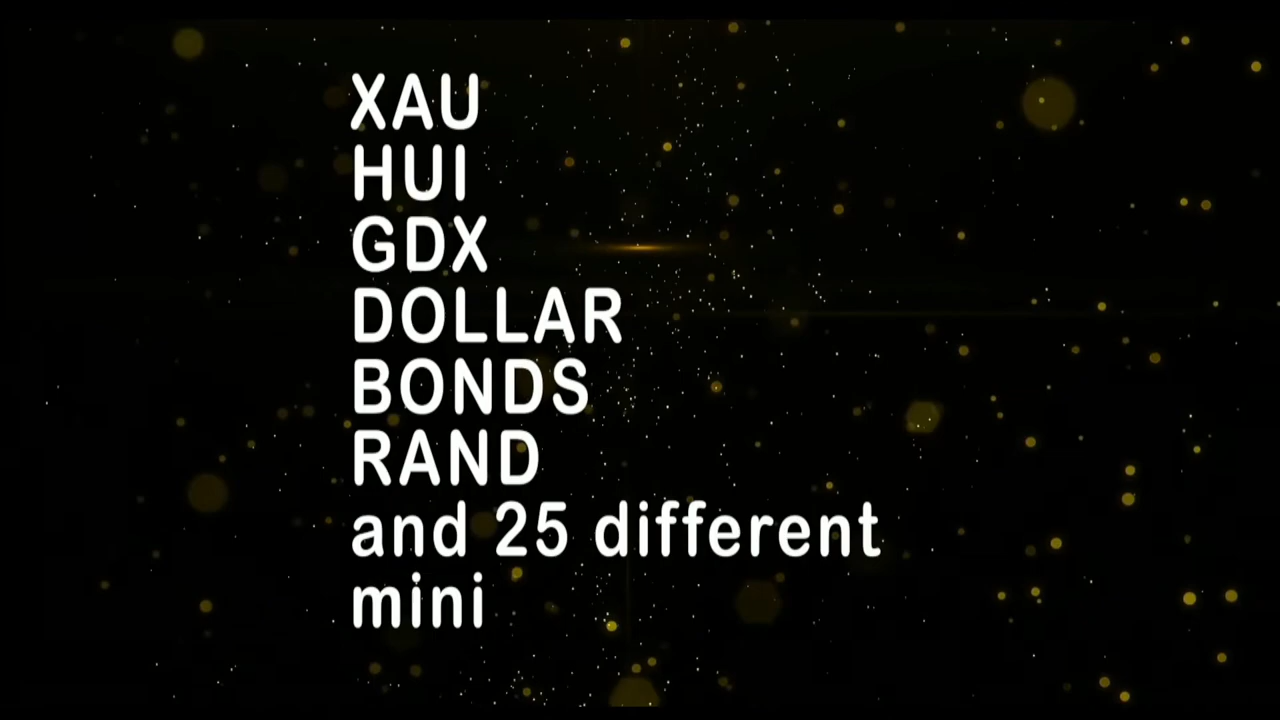 XAU
HUI
GDX
DOLLAR
BONDS
RAND
and 25 different
mini